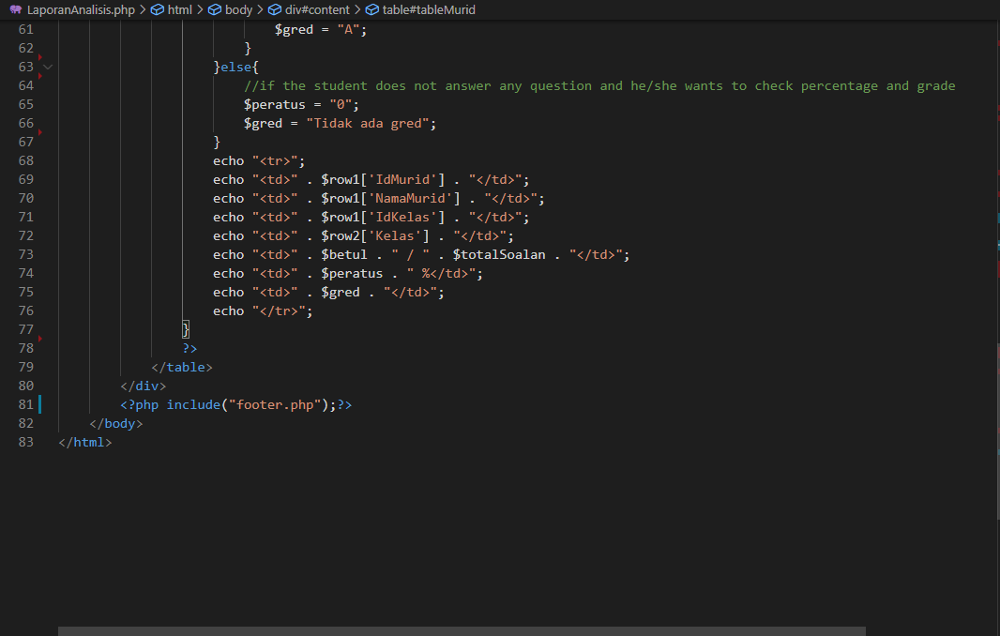 LaporanAnalisis.php > html > body > div#content > table#tableMurid
61 $gred = "A";
62 }
63 }else{
64 //if the student does not answer any question and he/she wants to check percentage and grade
65 $peratus = "0";
66 $gred = "Tidak ada gred";
67 }
68 echo "<tr>";
69 echo "<td>" . $row1['IdMurid'] . "</td>";
70 echo "<td>" . $row1['NamaMurid'] . "</td>";
71 echo "<td>" . $row1['IdKelas'] . "</td>";
72 echo "<td>" . $row2['Kelas'] . "</td>";
73 echo "<td>" . $betul . " / " . $totalSoalan . "</td>";
74 echo "<td>" . $peratus . " %</td>";
75 echo "<td>" . $gred . "</td>";
76 echo "</tr>";
77 }
78 ?>
79 </table>
80 </div>
81 <?php include("footer.php");?>
82 </body>
83 </html>